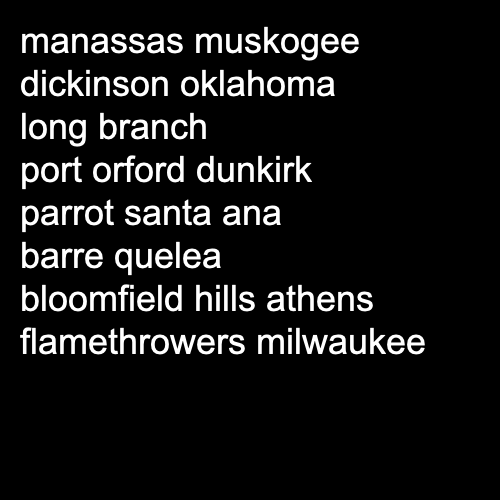 manassas muskogee
dickinson oklahoma
long branch
port orford dunkirk
parrot santa ana
barre quelea
bloomfield hills athens
flamethrowers milwaukee